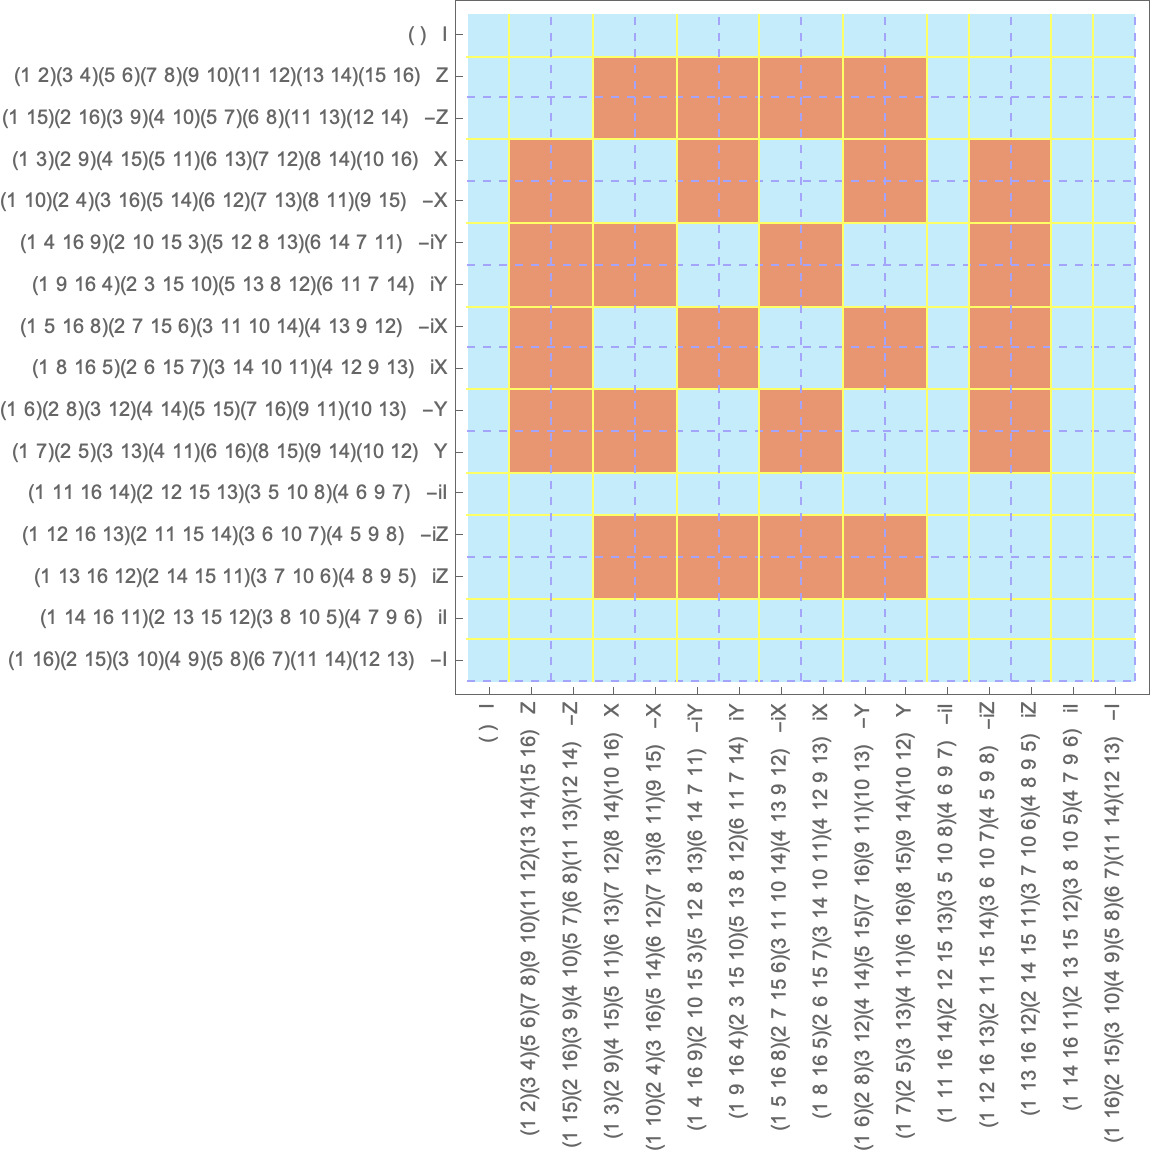 ( ) I
(1 2)(3 4)(5 6)(7 8)(9 10)(11 12)(13 14)(15 16) Z
(1 15)(2 16)(3 9)(4 10)(5 7)(6 8)(11 13)(12 14) −Z
(1 3)(2 9)(4 15)(5 11)(6 13)(7 12)(8 14)(10 16) X
(1 10)(2 4)(3 16)(5 14)(6 12)(7 13)(8 11)(9 15) −X
(1 4 16 9)(2 10 15 3)(5 12 8 13)(6 14 7 11) −iY
(1 9 16 4)(2 3 15 10)(5 13 8 12)(6 11 7 14) iY
(1 5 16 8)(2 7 15 6)(3 11 10 14)(4 13 9 12) −iX
(1 8 16 5)(2 6 15 7)(3 14 10 11)(4 12 9 13) iX
(1 6)(2 8)(3 12)(4 14)(5 15)(7 16)(9 11)(10 13) −Y
(1 7)(2 5)(3 13)(4 11)(6 16)(8 15)(9 14)(10 12) Y
(1 11 16 14)(2 12 15 13)(3 5 10 8)(4 6 9 7) −iI
(1 12 16 13)(2 11 15 14)(3 6 10 7)(4 5 9 8) −iZ
(1 13 16 12)(2 14 15 11)(3 7 10 6)(4 8 9 5) iZ
(1 14 16 11)(2 13 15 12)(3 8 10 5)(4 7 9 6) iI
(1 16)(2 15)(3 10)(4 9)(5 8)(6 7)(11 14)(12 13) −I
( ) I
(1 2)(3 4)(5 6)(7 8)(9 10)(11 12)(13 14)(15 16) Z
(1 15)(2 16)(3 9)(4 10)(5 7)(6 8)(11 13)(12 14) −Z
(1 3)(2 9)(4 15)(5 11)(6 13)(7 12)(8 14)(10 16) X
(1 10)(2 4)(3 16)(5 14)(6 12)(7 13)(8 11)(9 15) −X
(1 4 16 9)(2 10 15 3)(5 12 8 13)(6 14 7 11) −iY
(1 9 16 4)(2 3 15 10)(5 13 8 12)(6 11 7 14) iY
(1 5 16 8)(2 7 15 6)(3 11 10 14)(4 13 9 12) −iX
(1 8 16 5)(2 6 15 7)(3 14 10 11)(4 12 9 13) iX
(1 6)(2 8)(3 12)(4 14)(5 15)(7 16)(9 11)(10 13) −Y
(1 7)(2 5)(3 13)(4 11)(6 16)(8 15)(9 14)(10 12) Y
(1 11 16 14)(2 12 15 13)(3 5 10 8)(4 6 9 7) −iI
(1 12 16 13)(2 11 15 14)(3 6 10 7)(4 5 9 8) −iZ
(1 13 16 12)(2 14 15 11)(3 7 10 6)(4 8 9 5) iZ
(1 14 16 11)(2 13 15 12)(3 8 10 5)(4 7 9 6) iI
(1 16)(2 15)(3 10)(4 9)(5 8)(6 7)(11 14)(12 13) −I